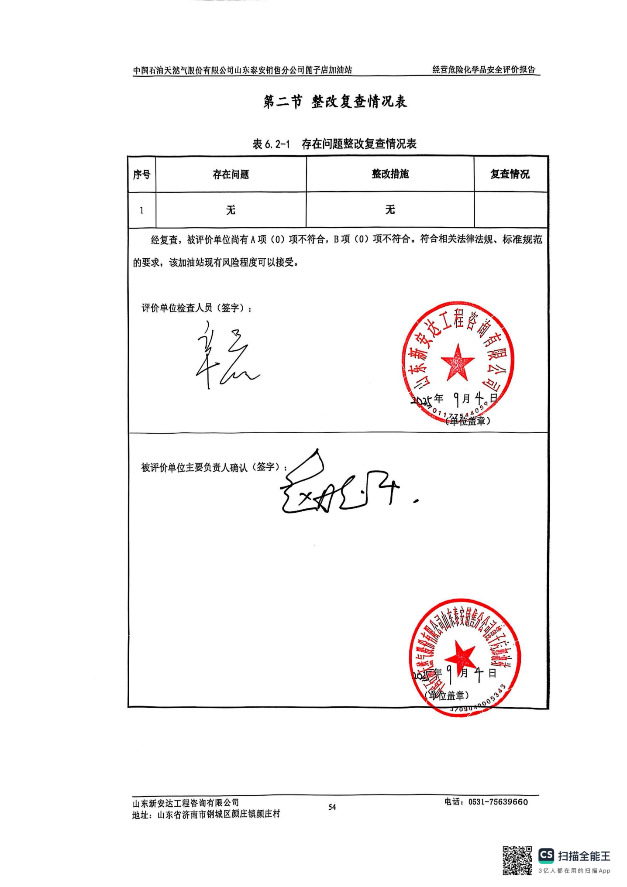 中国石油天然气股份有限公司山东泰安销售分公司篦子店加油站 经营危险化学品安全评价报告
第二节 整改复查情况表
表 6.2-1 存在问题整改复查情况表
序号 存在问题 整改措施 复查情况
1 无 无
经复查,被评价单位尚有 A 项(0)项不符合,B 项(0)项不符合。符合相关法律法规、标准规范
的要求,该加油站现有风险程度可以接受。
评价单位检查人员(签字):
山东新安达工程咨询有限公司
2025年 9月4日
(单位盖章)
被评价单位主要负责人确认(签字):
2025年 9月4日
(单位盖章)
3709049005343
山东新安达工程咨询有限公司
地址:山东省济南市钢城区颜庄镇颜庄村
54
电话:0531-75639660
CS 扫描全能王
3亿人都在用的扫描App